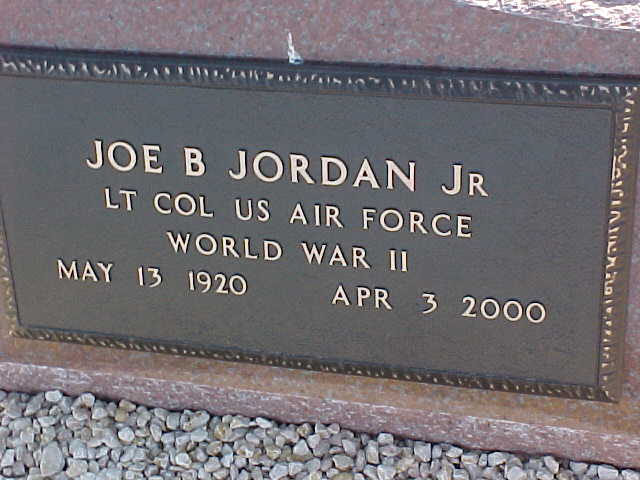 JOE B JORDAN JR
LT COL US AIR FORCE
WORLD WAR II
MAY 13 1920 APR 3 2000